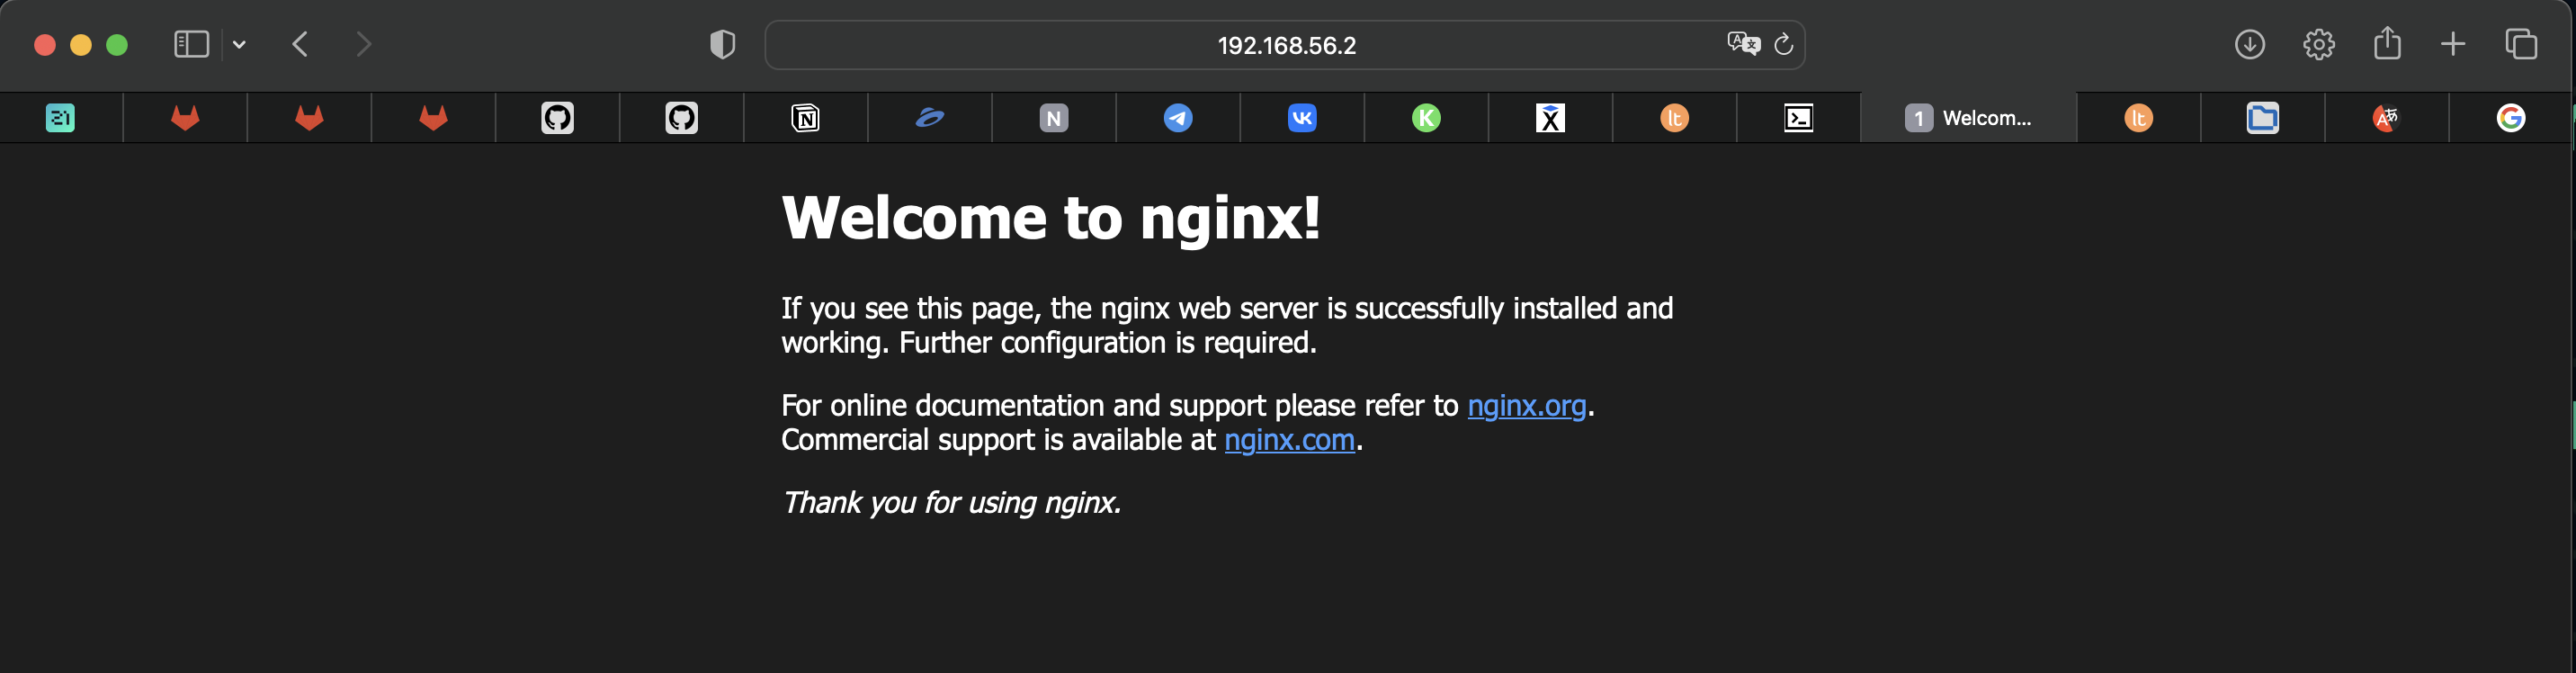 192.168.56.2
21 N N VK K X lt 1 Welcom... lt A G
Welcome to nginx!
If you see this page, the nginx web server is successfully installed and
working. Further configuration is required.
For online documentation and support please refer to nginx.org.
Commercial support is available at nginx.com.
Thank you for using nginx.